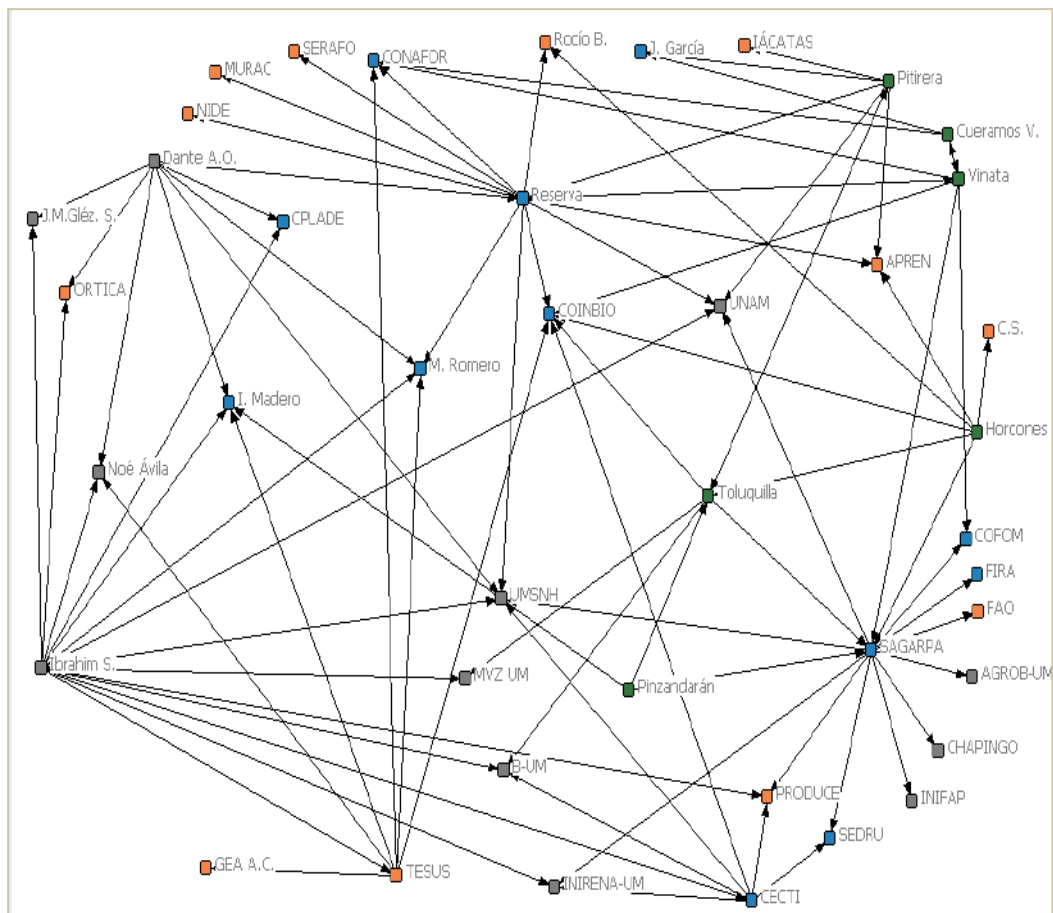 SERAFO
Rocío B.
J. García
IÁCATAS
CONAFOR
MURAC
Pitirera
NIDE
Cueramos V.
Dante A.O.
Vinata
Reserva
J.M.Gléz. S.
CPLADE
APREN
ORTICA
UNAM
COINBIO
C.S.
M. Romero
I. Madero
Horcones
Noé Ávila
Toluquilla
COFOM
FIRA
UMSNH
FAO
SAGARPA
Ibrahim S.
MVZ UM
Pinzandarán
AGROB-UM
CHAPINGO
B-UM
PRODUCE
INIFAP
SEDRU
GEA A.C.
TESUS
INIRENA-UM
CECTI